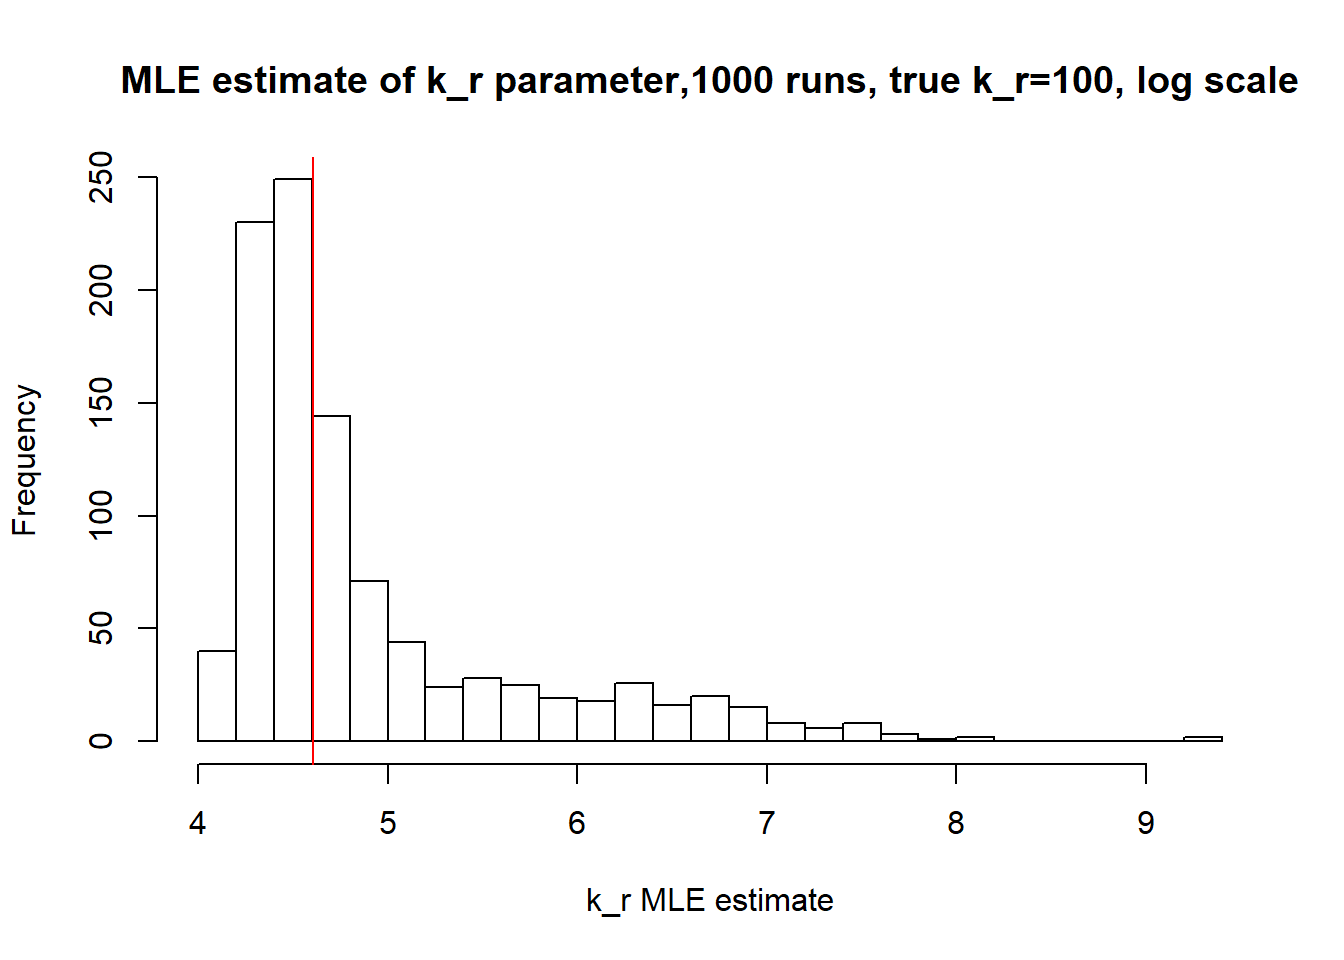 MLE estimate of k_r parameter,1000 runs, true k_r=100, log scale
250
200
150
100
50
0
Frequency
4 5 6 7 8 9
k_r MLE estimate